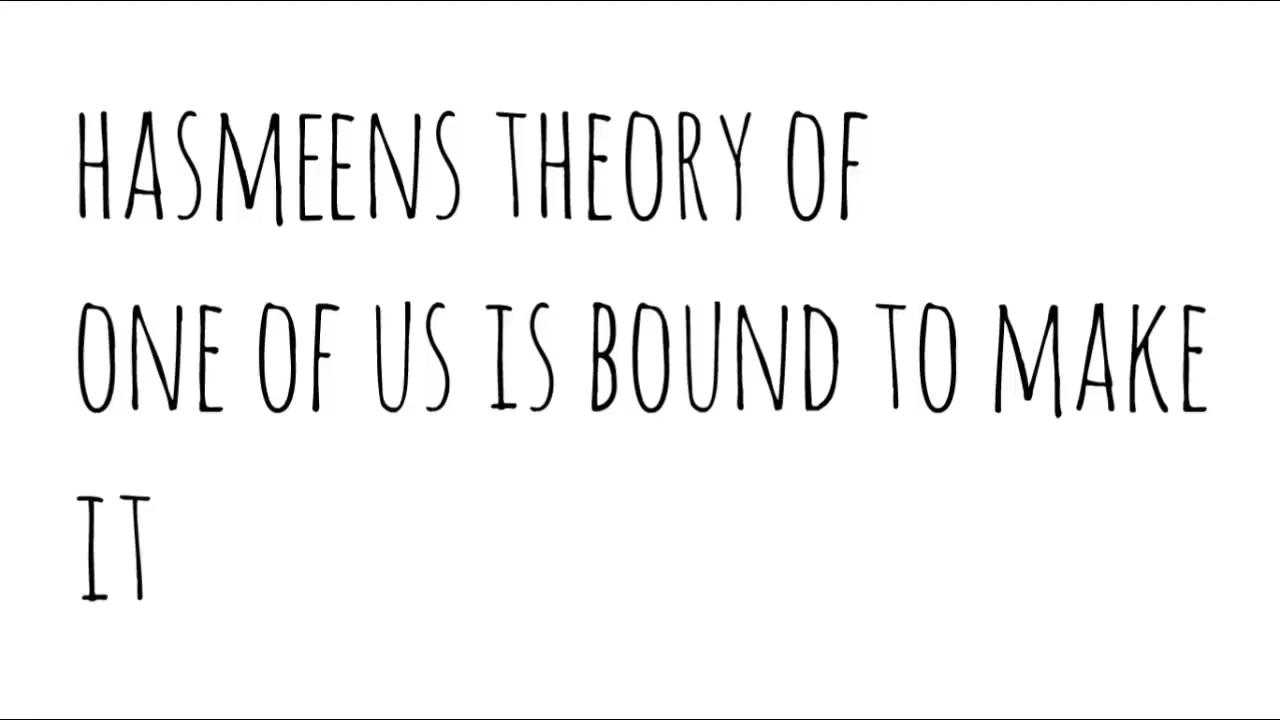 HASMEENS THEORY OF
ONE OF US IS BOUND TO MAKE
IT